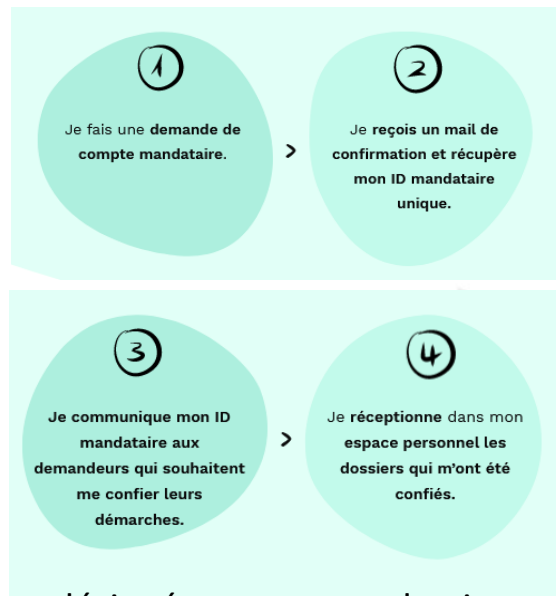 1
Je fais une demande de
compte mandataire.
>
2
Je reçois un mail de
confirmation et récupère
mon ID mandataire
unique.
3
Je communique mon ID
mandataire aux
demandeurs qui souhaitent
me confier leurs
démarches.
>
4
Je réceptionne dans mon
espace personnel les
dossiers qui m'ont été
confiés.